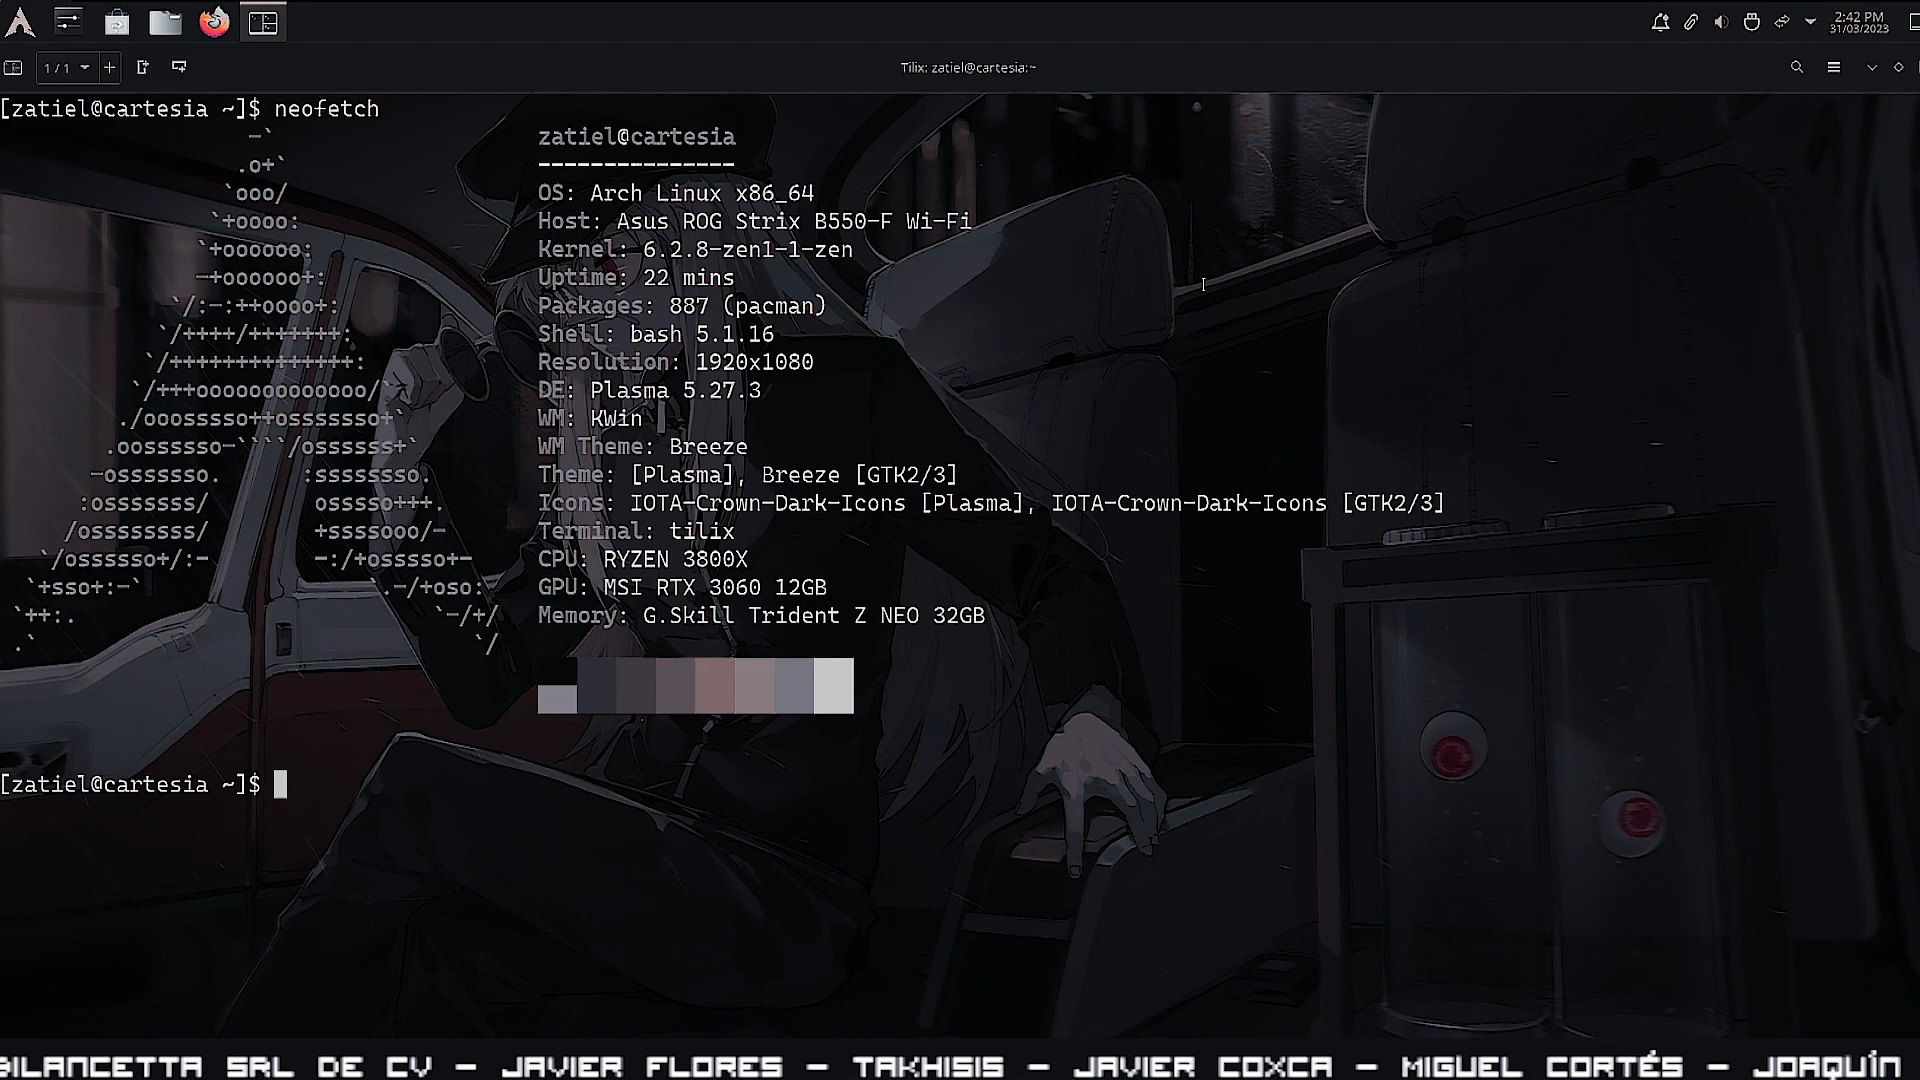 2:42 PM
31/03/2023
1 / 1
Tilix: zatiel@cartesia:~
[zatiel@cartesia ~]$ neofetch
zatiel@cartesia
---------------
OS: Arch Linux x86_64
Host: Asus ROG Strix B550-F Wi-Fi
Kernel: 6.2.8-zen1-1-zen
Uptime: 22 mins
Packages: 887 (pacman)
Shell: bash 5.1.16
Resolution: 1920x1080
DE: Plasma 5.27.3
WM: KWin
WM Theme: Breeze
Theme: [Plasma], Breeze [GTK2/3]
Icons: IOTA-Crown-Dark-Icons [Plasma], IOTA-Crown-Dark-Icons [GTK2/3]
Terminal: tilix
CPU: RYZEN 3800X
GPU: MSI RTX 3060 12GB
Memory: G.Skill Trident Z NEO 32GB
[zatiel@cartesia ~]$
BILANCETTA SRL DE CV - JAVIER FLORES - TAKHISIS - JAVIER COXCA - MIGUEL CORTÉS - JOAQUÍN